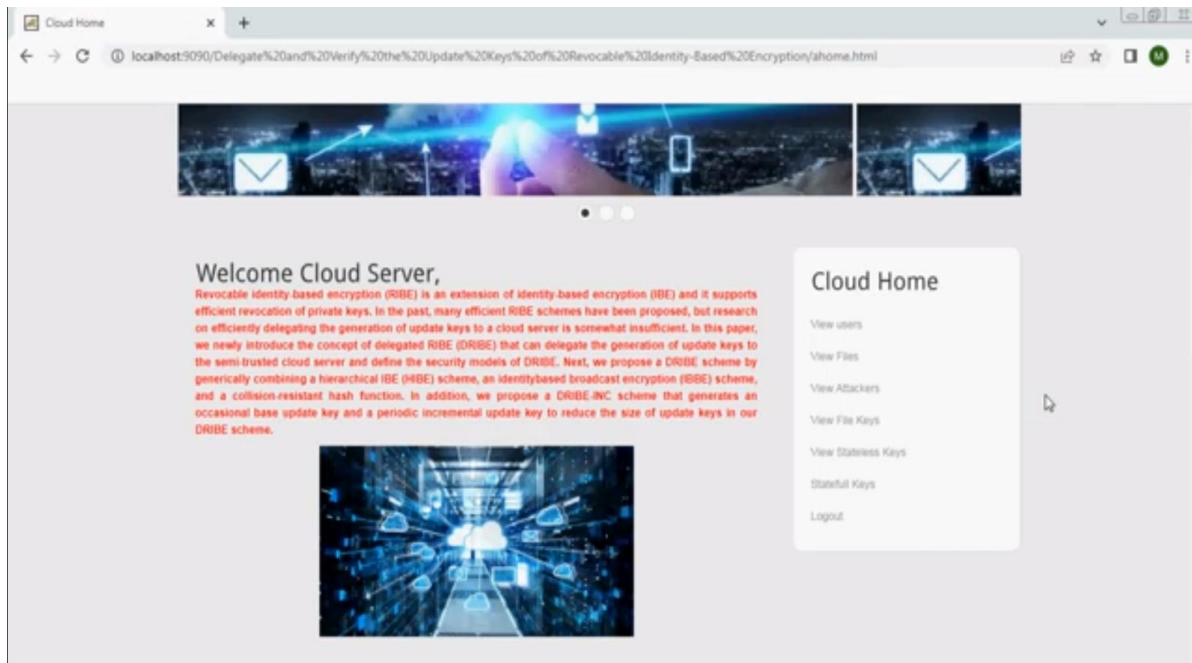 Cloud Home
localhost:9090/Delegate%20and%20Verify%20the%20Update%20Keys%20of%20Revocable%20Identity-Based%20Encryption/ahome.html
M
Welcome Cloud Server,
Revocable identity-based encryption (RIBE) is an extension of identity-based encryption (IBE) and it supports
efficient revocation of private keys. In the past, many efficient RIBE schemes have been proposed, but research
on efficiently delegating the generation of update keys to a cloud server is somewhat insufficient. In this paper,
we newly introduce the concept of delegated RIBE (DRIBE) that can delegate the generation of update keys to
the semi-trusted cloud server and define the security models of DRIBE. Next, we propose a DRIBE scheme by
generically combining a hierarchical IBE (HIBE) scheme, an identitybased broadcast encryption (IBBE) scheme,
and a collision-resistant hash function. In addition, we propose a DRIBE-INC scheme that generates an
occasional base update key and a periodic incremental update key to reduce the size of update keys in our
DRIBE scheme.
Cloud Home
View users
View Files
View Attackers
View File Keys
View Stateless Keys
Statefull Keys
Logout